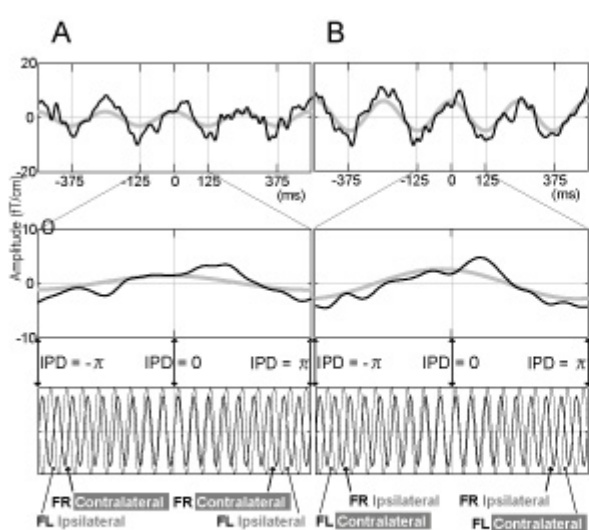 A B
20
0
-20
-375 -125 0 125 375 -375 -125 0 125 375
(ms) (ms)
Amplitude (fT/cm)
10
0
-10
IPD = -π IPD = 0 IPD = π IPD = -π IPD = 0 IPD = π
FR Contralateral FR Contralateral FR Ipsilateral FR Ipsilateral
FL Ipsilateral FL Ipsilateral FL Contralateral FL Contralateral